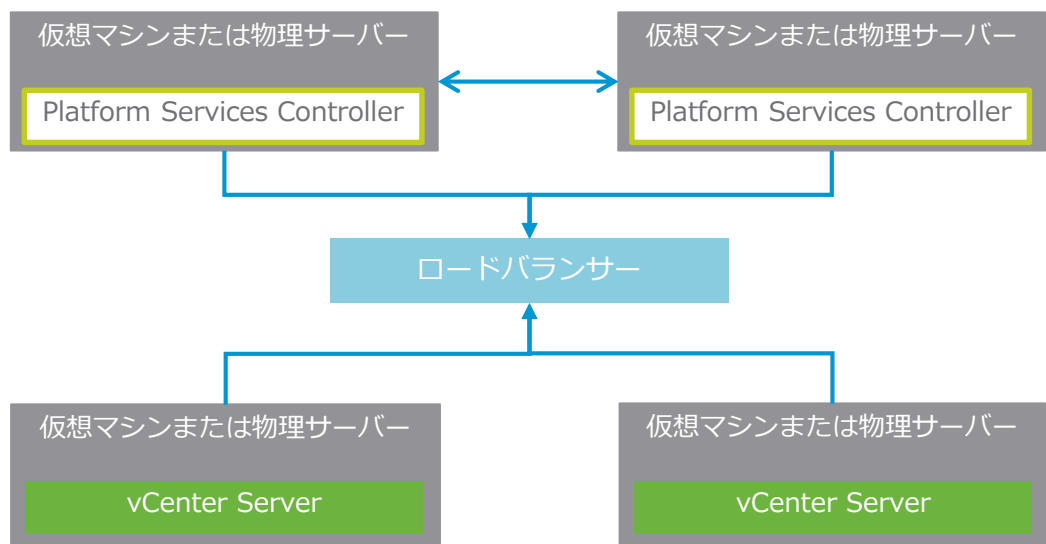 仮想マシンまたは物理サーバー
仮想マシンまたは物理サーバー
Platform Services Controller
Platform Services Controller
ロードバランサー
仮想マシンまたは物理サーバー
仮想マシンまたは物理サーバー
vCenter Server
vCenter Server